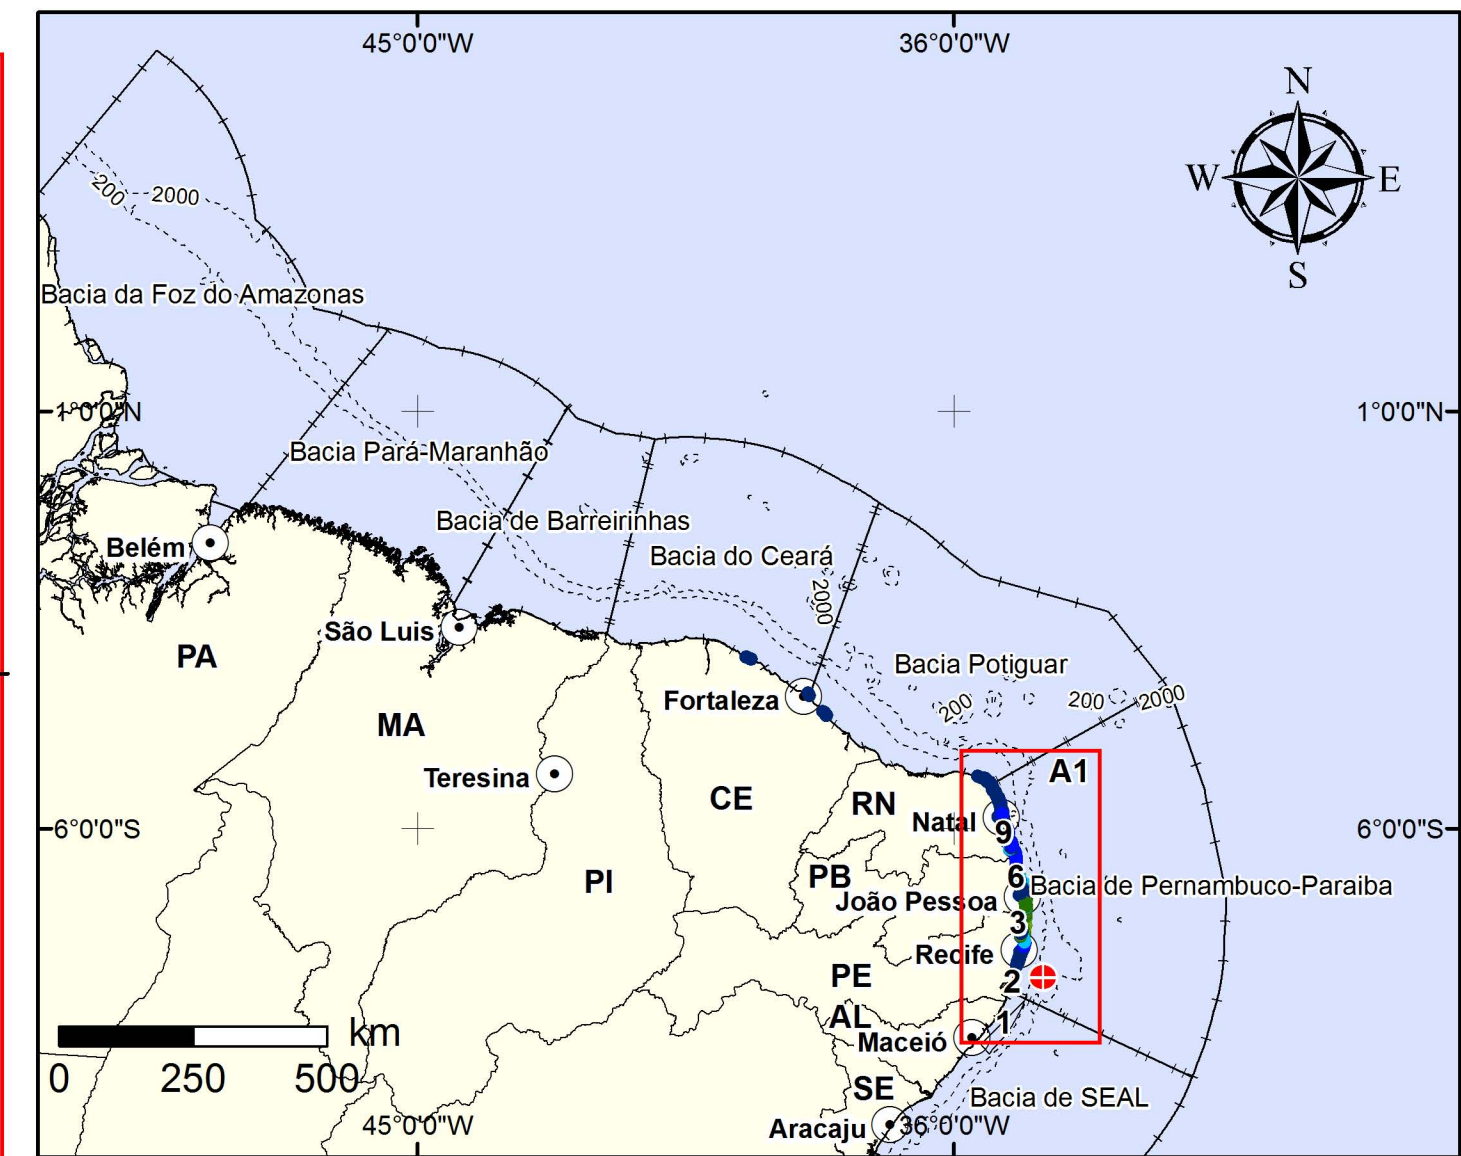 45°0'0"W
36°0'0"W
N
W
E
S
200
2000
Bacia da Foz do Amazonas
1°0'0"N
1°0'0"N
Bacia Pará-Maranhão
Bacia de Barreirinhas
Belém
Bacia do Ceará
2000
São Luis
PA
Bacia Potiguar
Fortaleza
200
200
2000
MA
A1
Teresina
CE
RN
Natal
9
6°0'0"S
6°0'0"S
PI
PB
6
Bacia de Pernambuco-Paraiba
João Pessoa
3
Recife
PE
2
AL
1
km
Maceió
0
250
500
SE
Bacia de SEAL
45°0'0"W
Aracaju
36°0'0"W